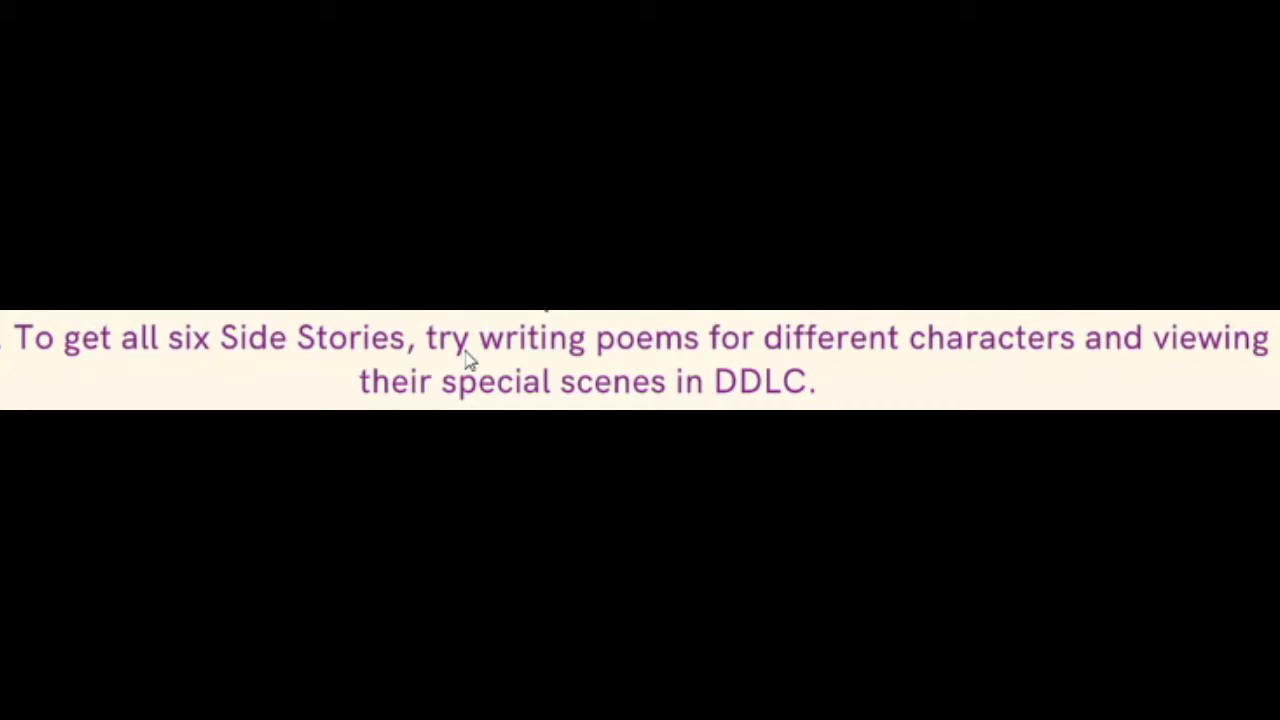 To get all six Side Stories, try writing poems for different characters and viewing
their special scenes in DDLC.